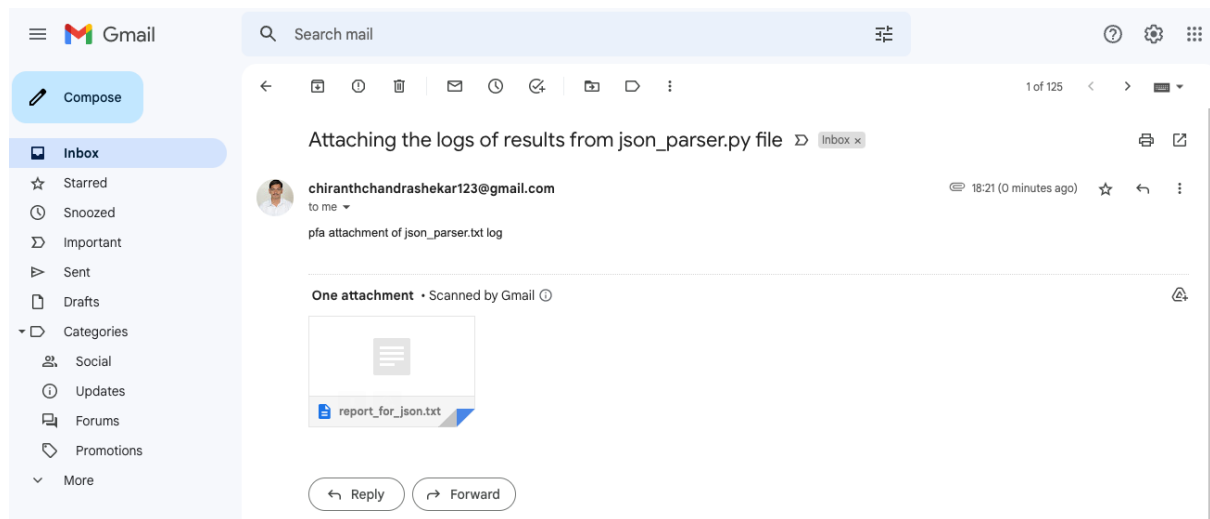 Gmail
Search mail
Compose
1 of 125
Inbox
Starred
Snoozed
Important
Sent
Drafts
Categories
Social
Updates
Forums
Promotions
More
Attaching the logs of results from json_parser.py file
Inbox x
chiranthchandrashekar123@gmail.com
18:21 (0 minutes ago)
to me
pfa attachment of json_parser.txt log
One attachment • Scanned by Gmail
report_for_json.txt
Reply
Forward